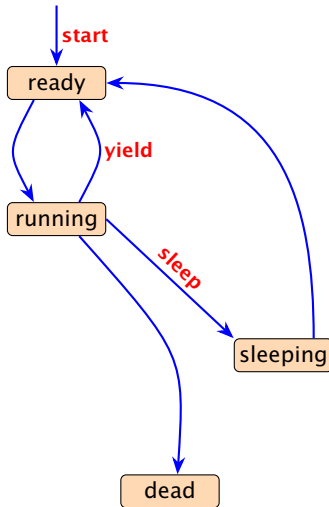 start
ready
yield
running
sleep
sleeping
dead